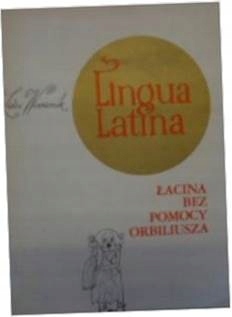 Lingua
Latina
ŁACINA
BEZ
POMOCY
ORBILIUSZA